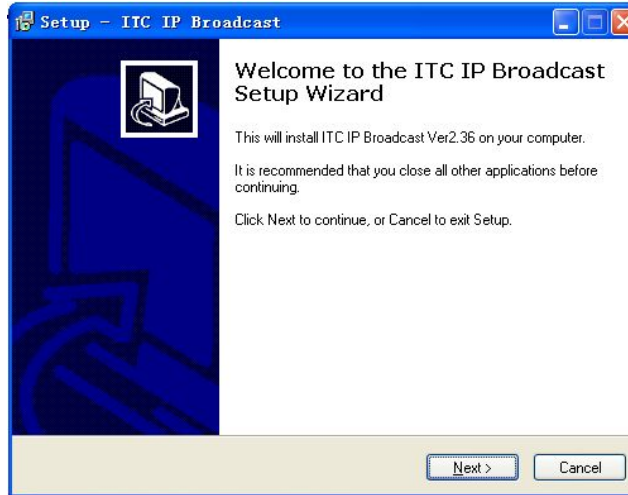 Setup - ITC IP Broadcast
Welcome to the ITC IP Broadcast
Setup Wizard
This will install ITC IP Broadcast Ver2.36 on your computer.
It is recommended that you close all other applications before
continuing.
Click Next to continue, or Cancel to exit Setup.
Next >
Cancel